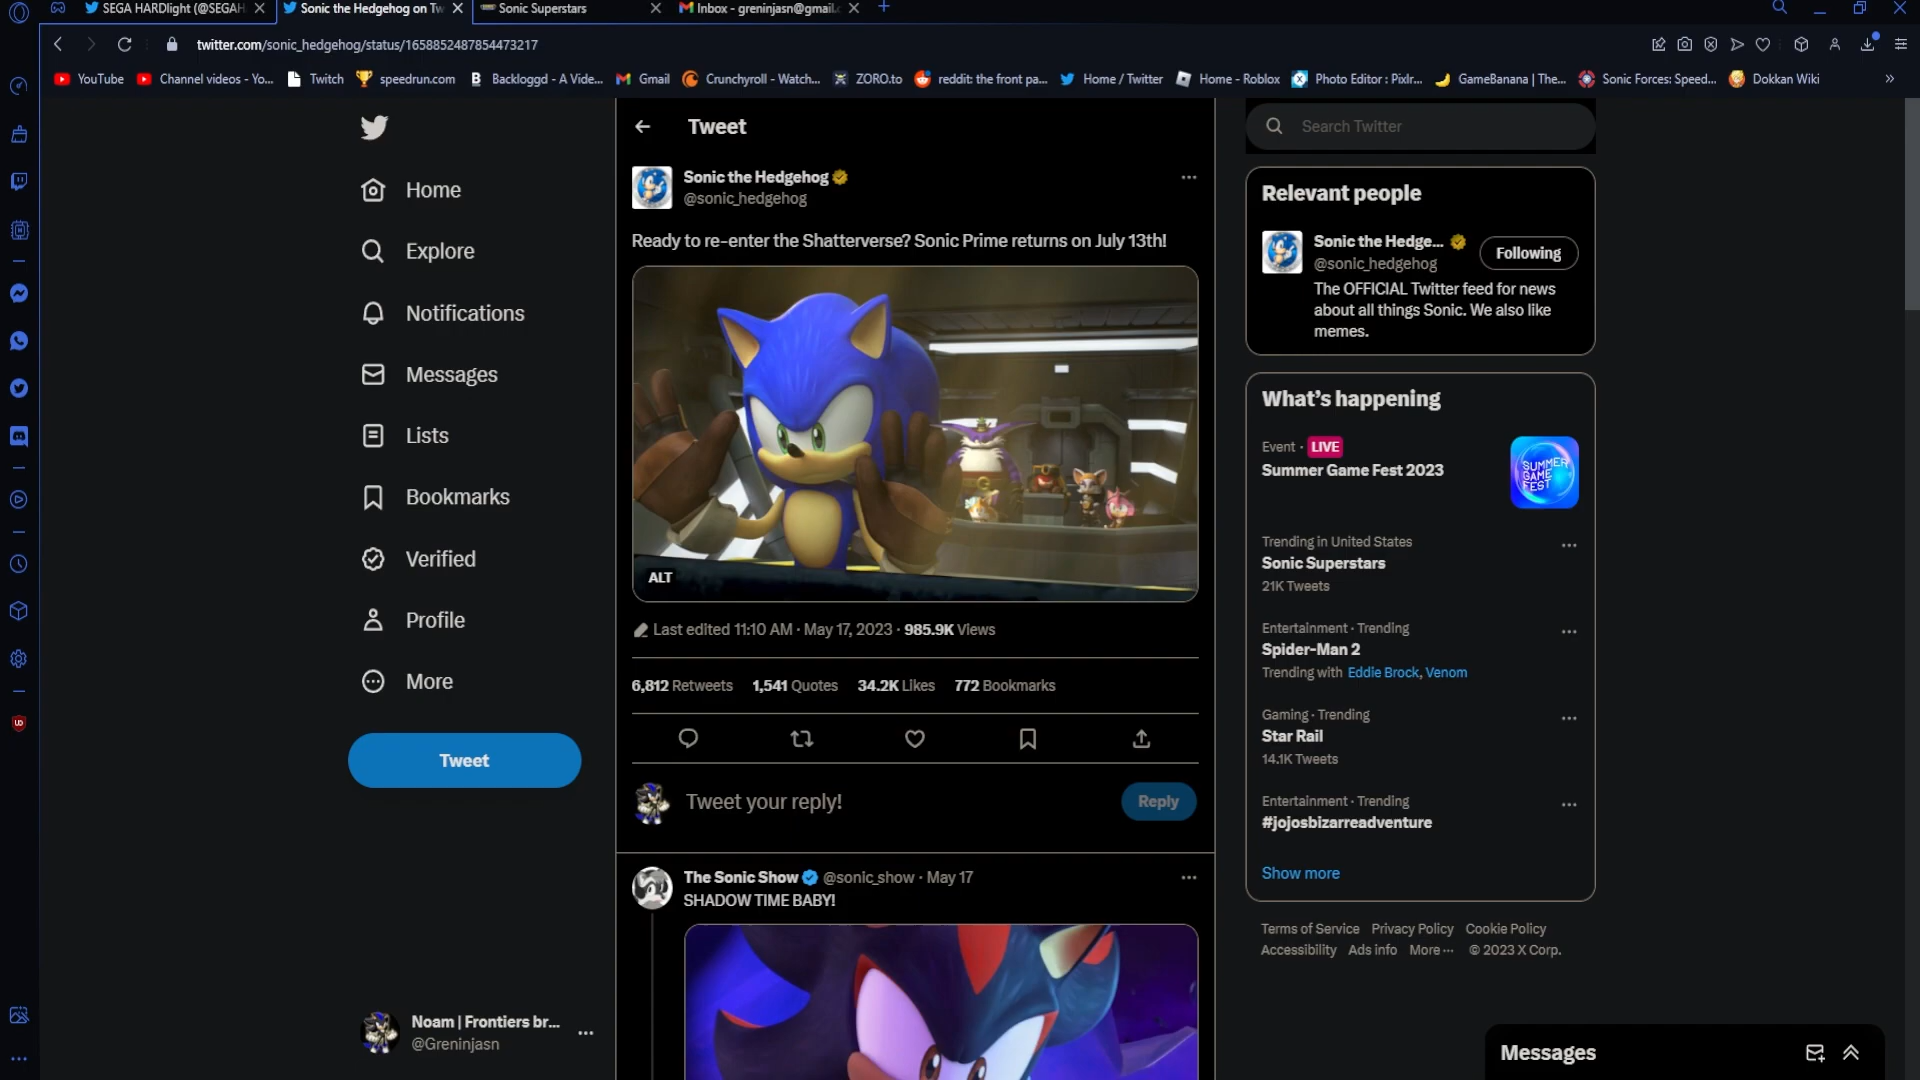 SEGA HARDlight (@SEGAH
Sonic the Hedgehog on Tw
Sonic Superstars
Inbox - greninjasn@gmail.
twitter.com/sonic_hedgehog/status/1658852487854473217
YouTube
Channel videos - Yo...
Twitch
speedrun.com
Backloggd - A Vide...
Gmail
Crunchyroll - Watch...
ZORO.to
reddit: the front pa...
Home / Twitter
Home - Roblox
Photo Editor : Pixlr...
GameBanana | The...
Sonic Forces: Speed...
Dokkan Wiki
Home
Explore
Notifications
Messages
Lists
Bookmarks
Verified
Profile
More
Tweet
Noam | Frontiers br...
@Greninjasn
Tweet
Sonic the Hedgehog
@sonic_hedgehog
Ready to re-enter the Shatterverse? Sonic Prime returns on July 13th!
ALT
Last edited 11:10 AM · May 17, 2023 · 985.9K Views
6,812 Retweets 1,541 Quotes 34.2K Likes 772 Bookmarks
Tweet your reply!
Reply
The Sonic Show @sonic_show · May 17
SHADOW TIME BABY!
Search Twitter
Relevant people
Sonic the Hedge...
@sonic_hedgehog
Following
The OFFICIAL Twitter feed for news
about all things Sonic. We also like
memes.
What's happening
Event · LIVE
Summer Game Fest 2023
SUMMER
GAME
FEST
Trending in United States
Sonic Superstars
21K Tweets
Entertainment · Trending
Spider-Man 2
Trending with Eddie Brock, Venom
Gaming · Trending
Star Rail
14.1K Tweets
Entertainment · Trending
#jojosbizarreadventure
Show more
Terms of Service Privacy Policy Cookie Policy
Accessibility Ads info More ··· © 2023 X Corp.
Messages